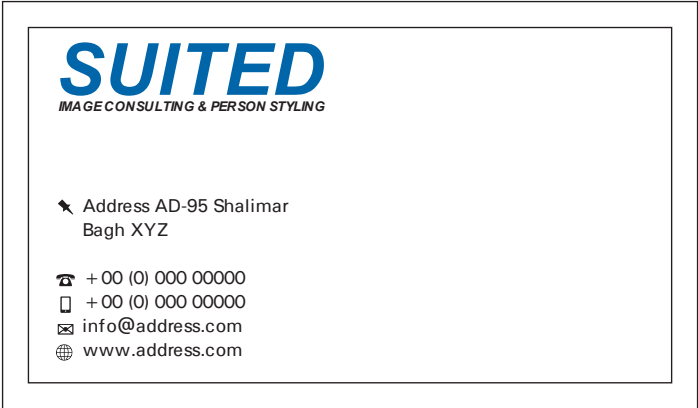 SUITED
IMAGE CONSULTING & PERSON STYLING
Address AD-95 Shalimar
Bagh XYZ
+00 (0) 000 00000
+00 (0) 000 00000
info@address.com
www.address.com